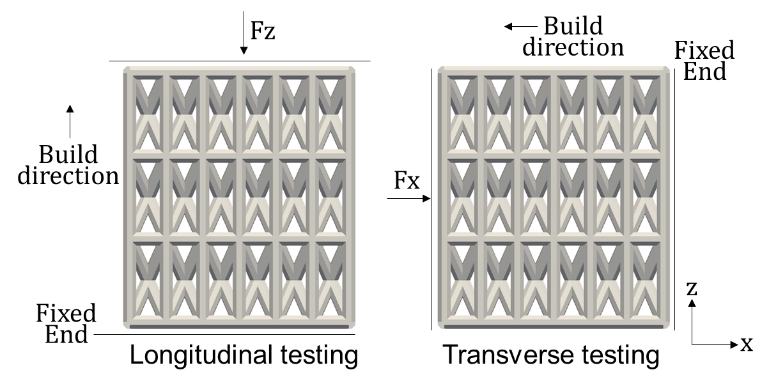 Fz
Build
direction
Fixed
End
Longitudinal testing
Build
direction
Fixed
End
Fx
z
x
Transverse testing